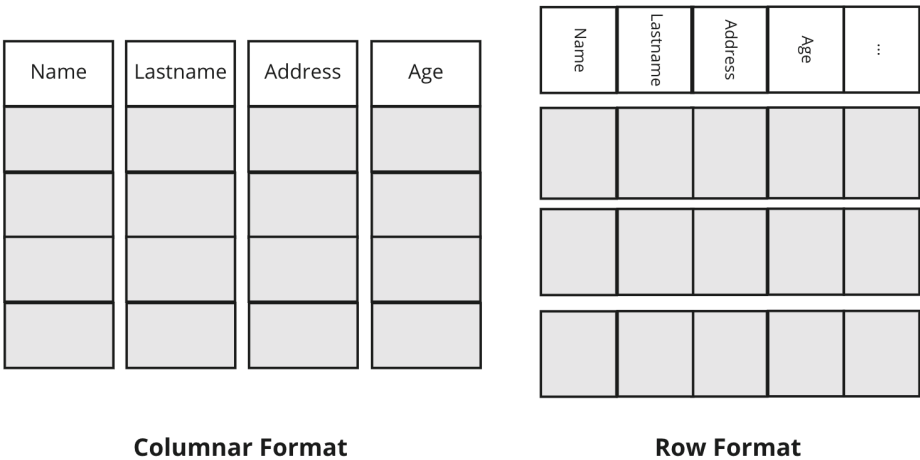 Name
Lastname
Address
Age
Name
Lastname
Address
Age
...
Columnar Format
Row Format